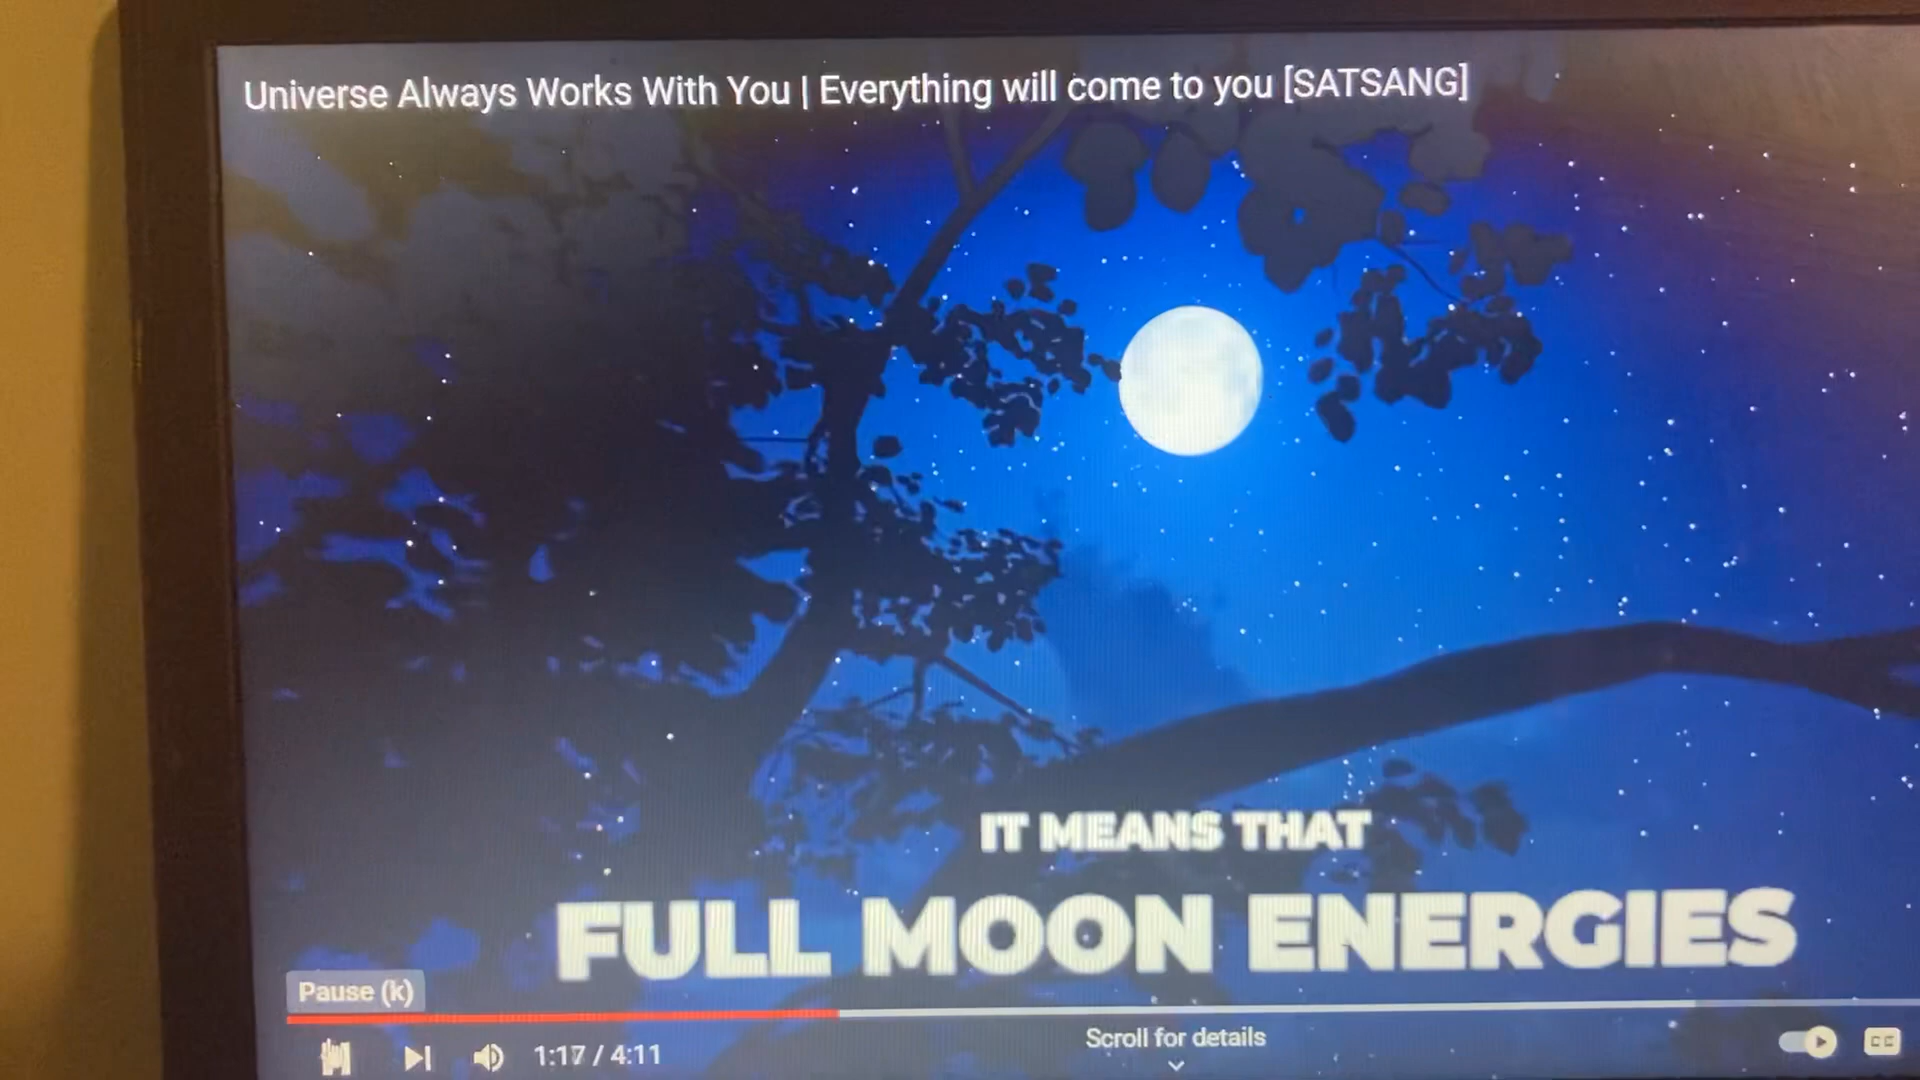 Universe Always Works With You | Everything will come to you [SATSANG]
IT MEANS THAT
FULL MOON ENERGIES
Pause (k)
Scroll for details
1:17 / 4:11
CC